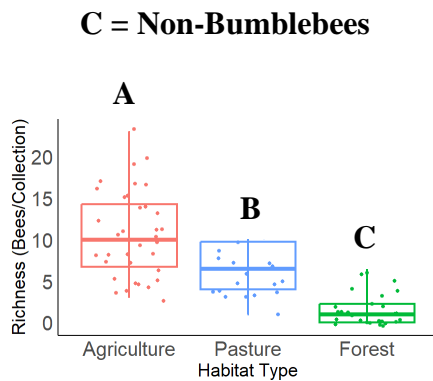 C = Non-Bumblebees
A
B
C
Richness (Bees/Collection)
20
15
10
5
0
Agriculture Pasture Forest
Habitat Type